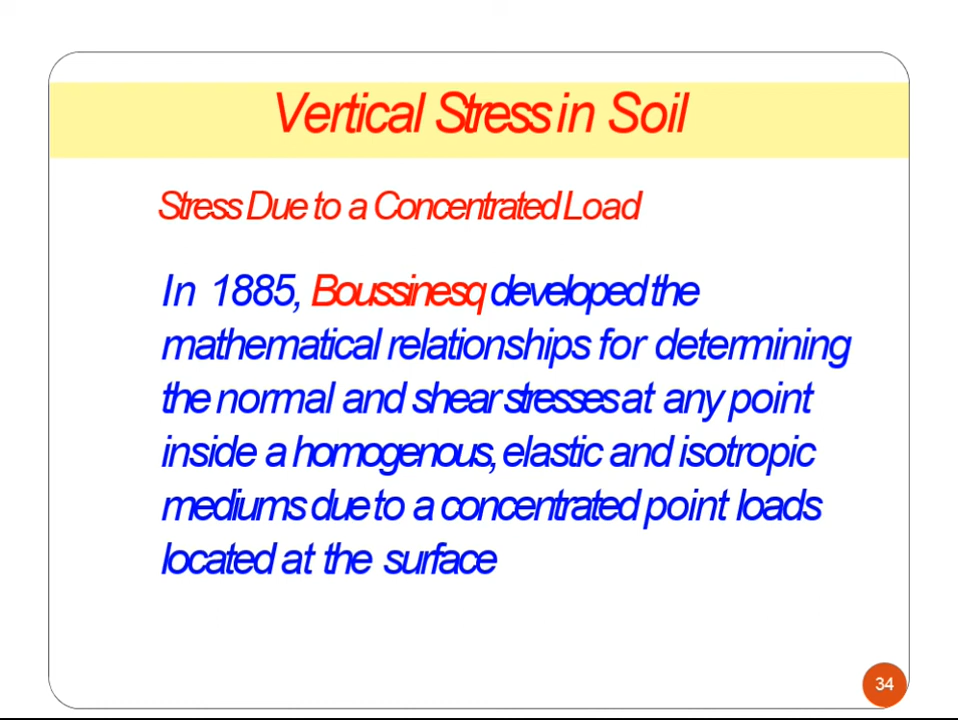 Vertical Stress in Soil
Stress Due to a Concentrated Load
In 1885, Boussinesq developed the
mathematical relationships for determining
the normal and shear stresses at any point
inside a homogenous, elastic and isotropic
mediums due to a concentrated point loads
located at the surface
34